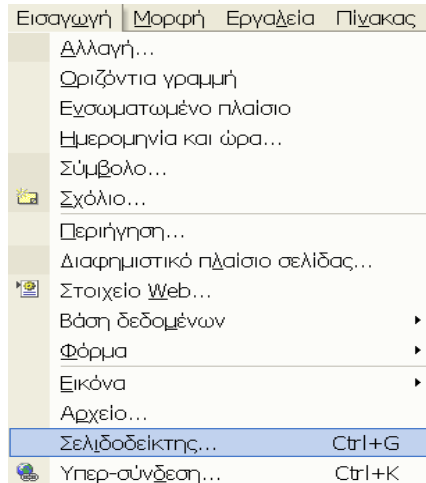 Εισαγωγή Μορφή Εργαλεία Πίνακας
Αλλαγή...
Οριζόντια γραμμή
Ενσωματωμένο πλαίσιο
Ημερομηνία και ώρα...
Σύμβολο...
Σχόλιο...
Περιήγηση...
Διαφημιστικό πλαίσιο σελίδας...
Στοιχείο Web...
Βάση δεδομένων
Φόρμα
Εικόνα
Αρχείο...
Σελιδοδείκτης... Ctrl+G
Υπερ-σύνδεση... Ctrl+K